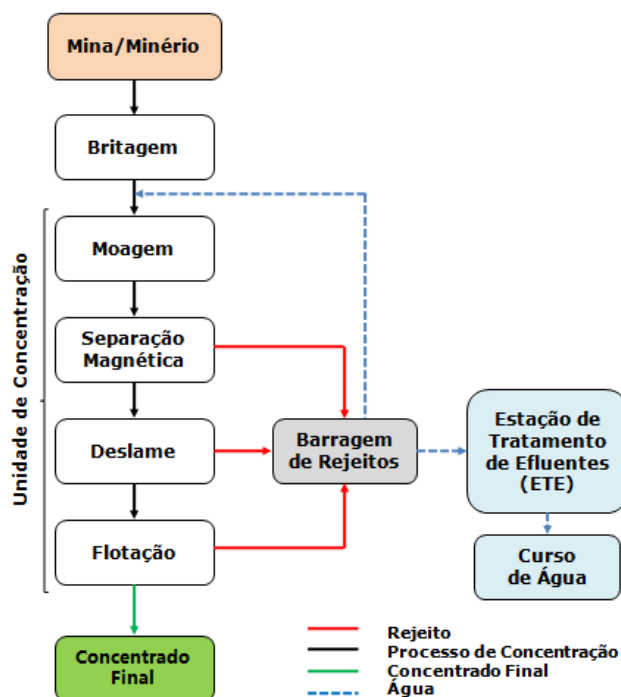 Mina/Minério
Britagem
Unidade de Concentração
Moagem
Separação
Magnética
Deslame
Flotação
Concentrado
Final
Barragem
de Rejeitos
Estação de
Tratamento
de Efluentes
(ETE)
Curso
de Água
Rejeito
Processo de Concentração
Concentrado Final
Água